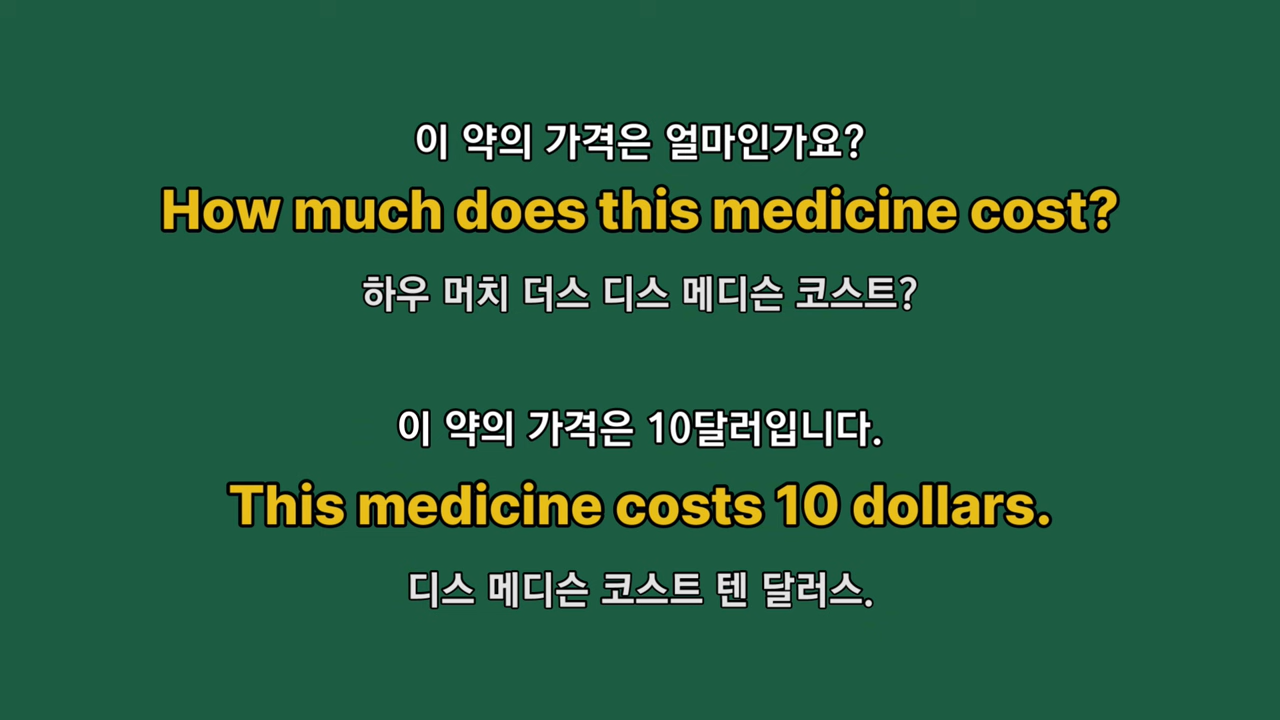 이 약의 가격은 얼마인가요?
How much does this medicine cost?
하우 머치 더스 디스 메디슨 코스트?
이 약의 가격은 10달러입니다.
This medicine costs 10 dollars.
디스 메디슨 코스트 텐 달러스.